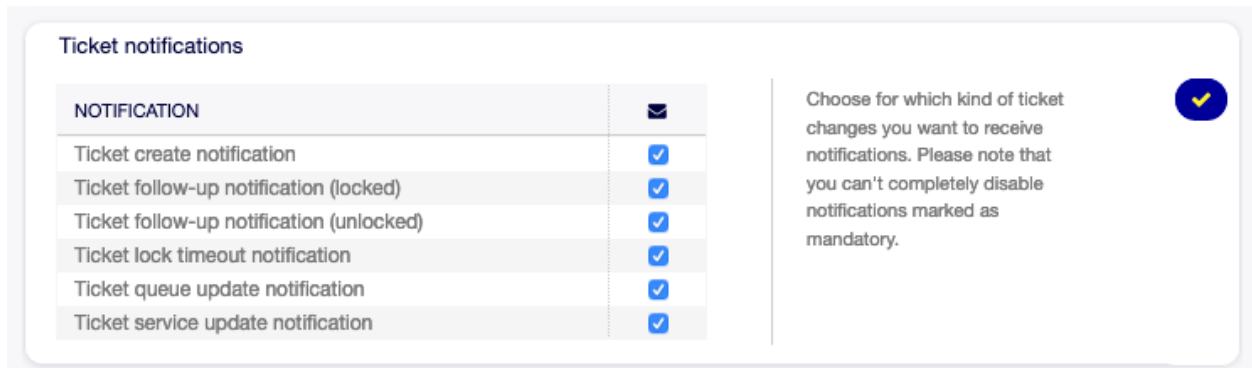 Ticket notifications
NOTIFICATION
Ticket create notification
Ticket follow-up notification (locked)
Ticket follow-up notification (unlocked)
Ticket lock timeout notification
Ticket queue update notification
Ticket service update notification
Choose for which kind of ticket
changes you want to receive
notifications. Please note that
you can't completely disable
notifications marked as
mandatory.